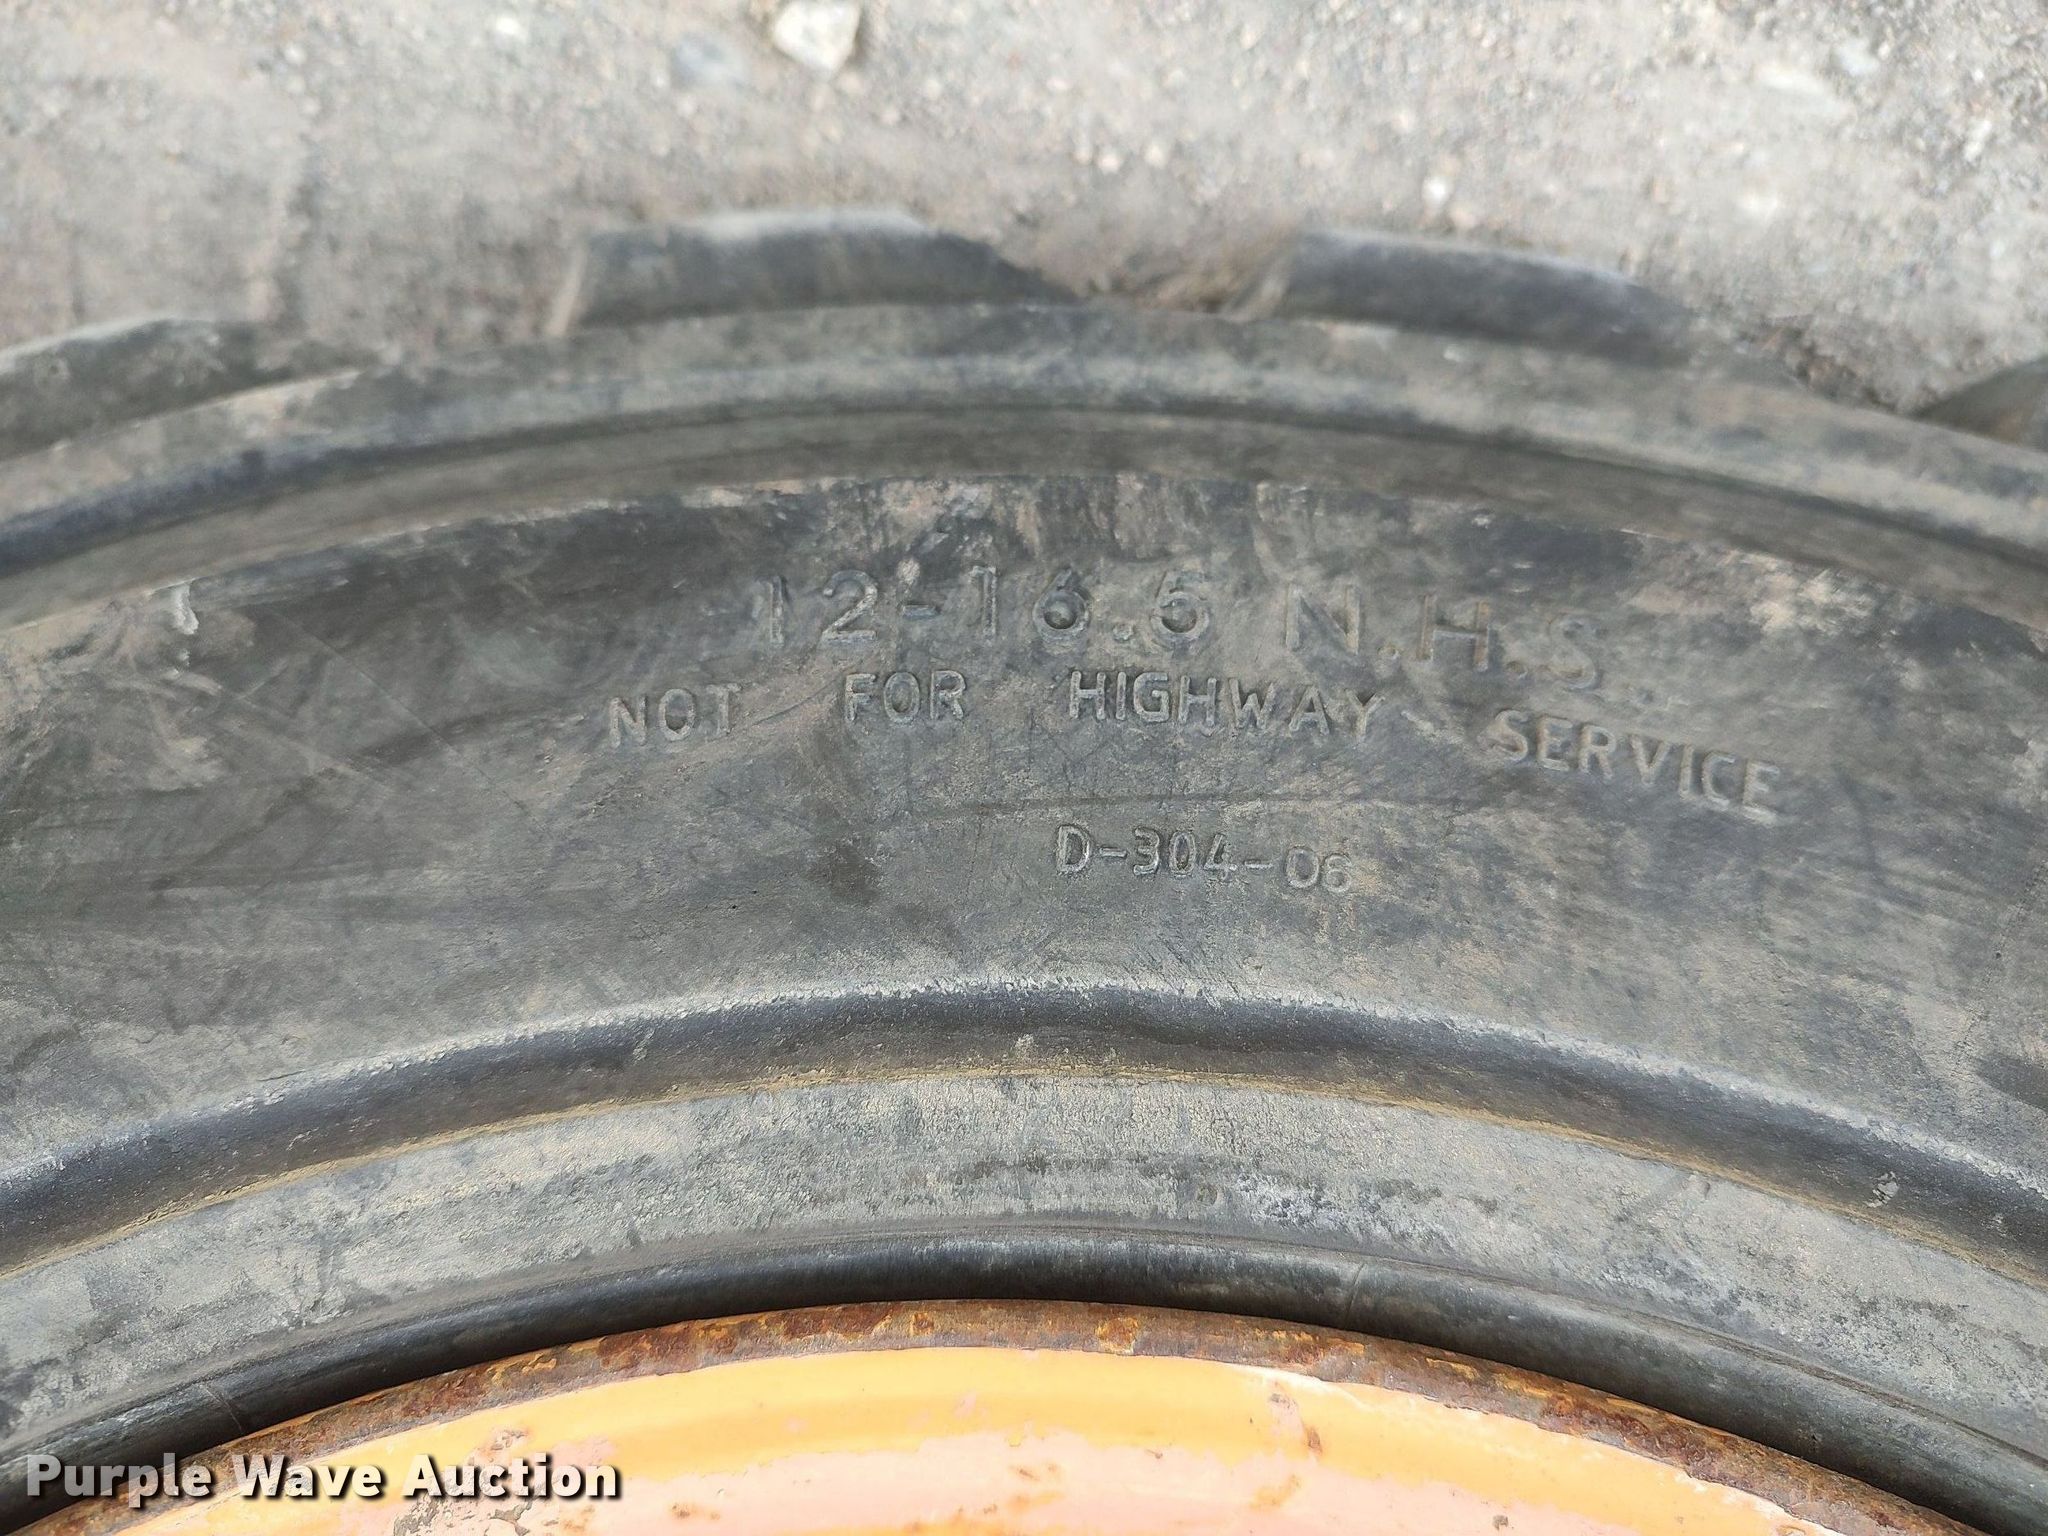 12-16.5 N.H.S.
NOT FOR HIGHWAY SERVICE
D-304-06
Purple Wave Auction